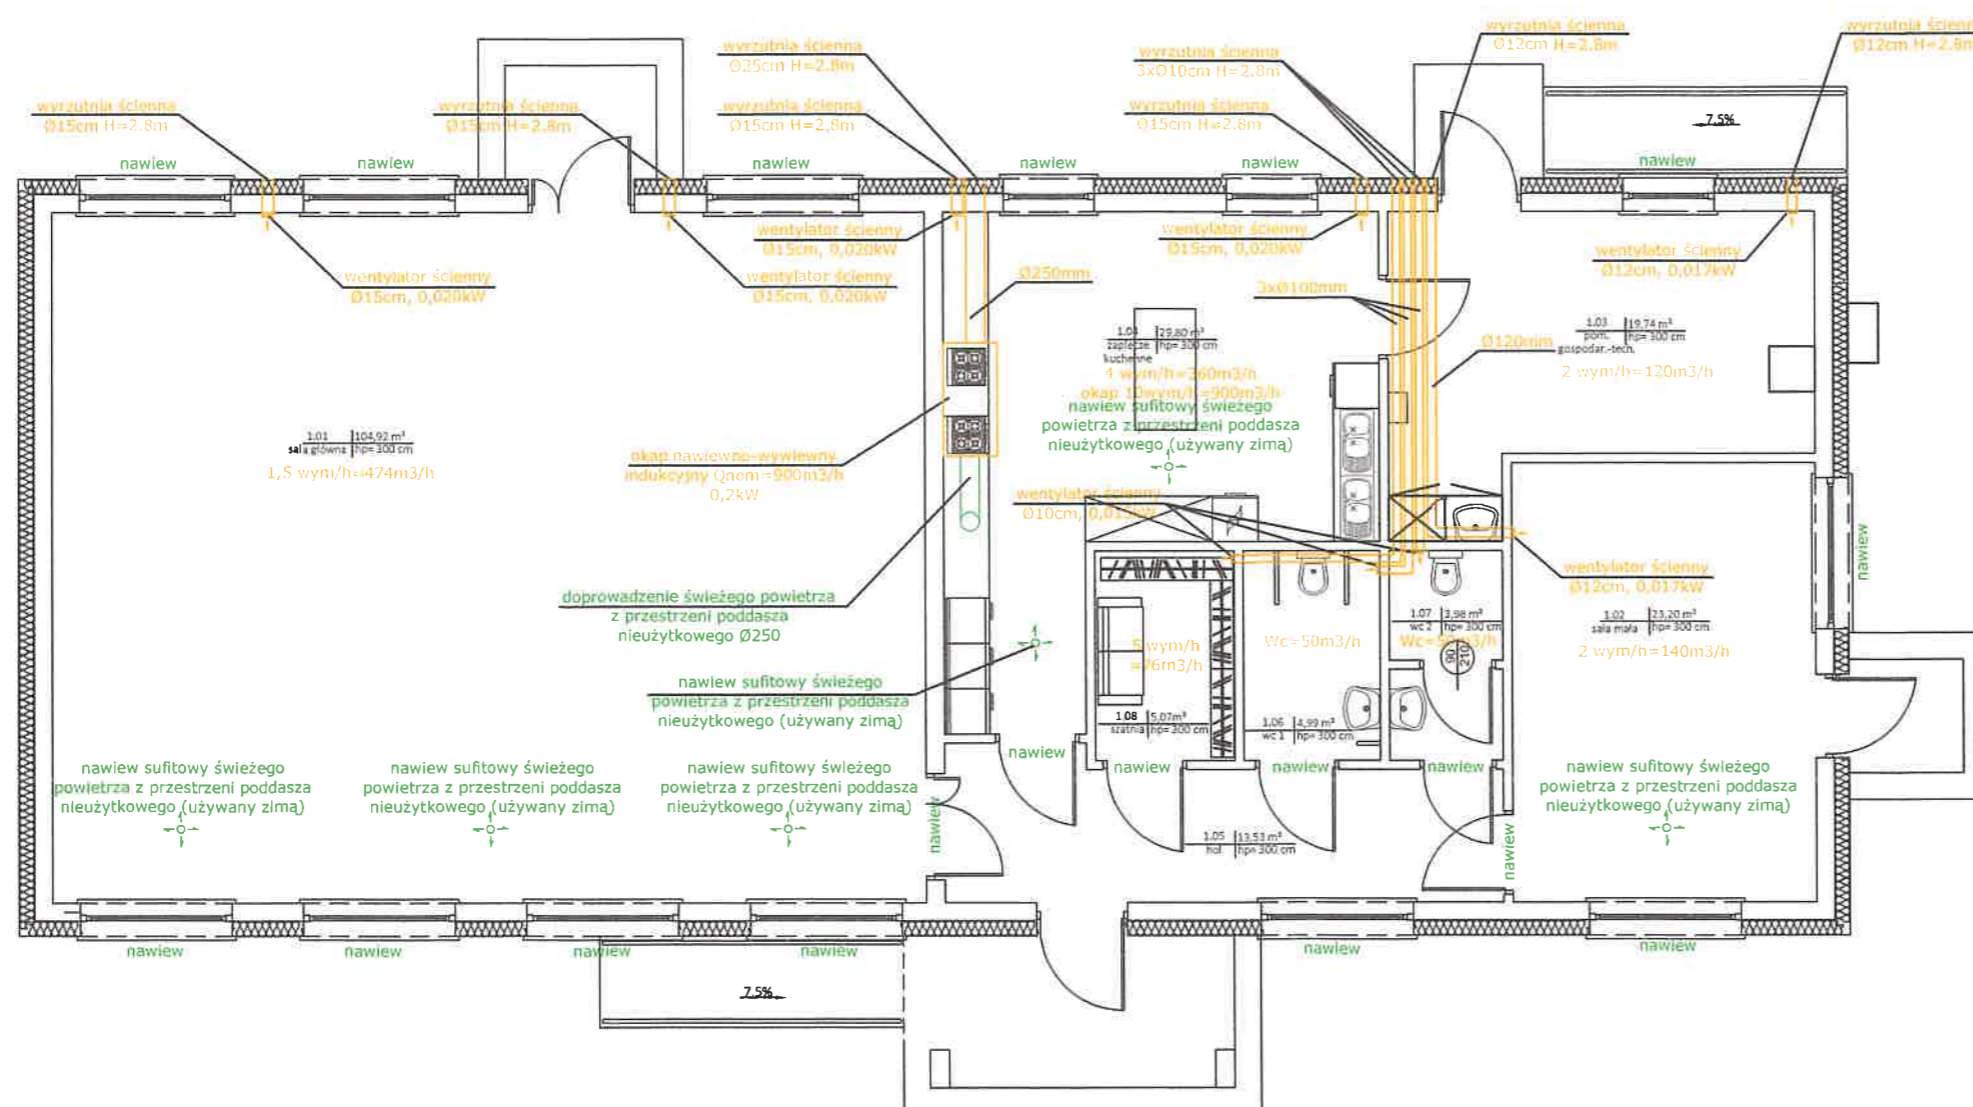 wyrzutnia ścienna
Ø15cm H=2.8m
wyrzutnia ścienna
Ø15cm H=2.8m
wyrzutnia ścienna
Ø25cm H=2.8m
wyrzutnia ścienna
Ø15cm H=2,8m
wyrzutnia ścienna
3xØ10cm H=2.8m
wyrzutnia ścienna
Ø15cm H=2.8m
wyrzutnia ścienna
Ø12cm H=2.8m
wyrzutnia ścienna
Ø12cm H=2.8m
7.5%
nawiew
nawiew
nawiew
nawiew
nawiew
nawiew
wentylator ścienny
Ø15cm, 0,020kW
wentylator ścienny
Ø15cm, 0,020kW
wentylator ścienny
Ø15cm, 0,020kW
wentylator ścienny
Ø15cm, 0,020kW
wentylator ścienny
Ø12cm, 0,017kW
Ø250mm
3xØ100mm
Ø120mm
1.04 29,80 m²
zaplecze hp= 300 cm
kuchenne
4 wym/h=360m3/h
okap 10wym/h=900m3/h
nawiew sufitowy świeżego
powietrza z przestrzeni poddasza
nieużytkowego (używany zimą)
1.03 19,74 m²
pom. hp= 300 cm
gospodar.-tech.
2 wym/h=120m3/h
1.01 104,92 m²
sala główna hp= 300 cm
1,5 wym/h=474m3/h
okap nawiewno-wywiewny
indukcyjny Qnom=900m3/h
0,2kW
wentylator ścienny
Ø10cm, 0,015kW
wentylator ścienny
Ø12cm, 0,017kW
nawiew
doprowadzenie świeżego powietrza
z przestrzeni poddasza
nieużytkowego Ø250
nawiew sufitowy świeżego
powietrza z przestrzeni poddasza
nieużytkowego (używany zimą)
5 wym/h
=76m3/h
1.08 5,07m²
szatnia hp= 300 cm
Wc=50m3/h
1.06 4,99 m²
wc 1 hp= 300 cm
1.07 3,98 m²
wc 2 hp= 300 cm
Wc=50m3/h
90
210
1.02 23,20 m²
sala mała hp= 300 cm
2 wym/h=140m3/h
nawiew
nawiew
nawiew
nawiew
nawiew sufitowy świeżego
powietrza z przestrzeni poddasza
nieużytkowego (używany zimą)
nawiew sufitowy świeżego
powietrza z przestrzeni poddasza
nieużytkowego (używany zimą)
nawiew sufitowy świeżego
powietrza z przestrzeni poddasza
nieużytkowego (używany zimą)
nawiew sufitowy świeżego
powietrza z przestrzeni poddasza
nieużytkowego (używany zimą)
nawiew
1.05 13,53 m²
hol hp= 300 cm
nawiew
nawiew
nawiew
nawiew
nawiew
nawiew
nawiew
7.5%